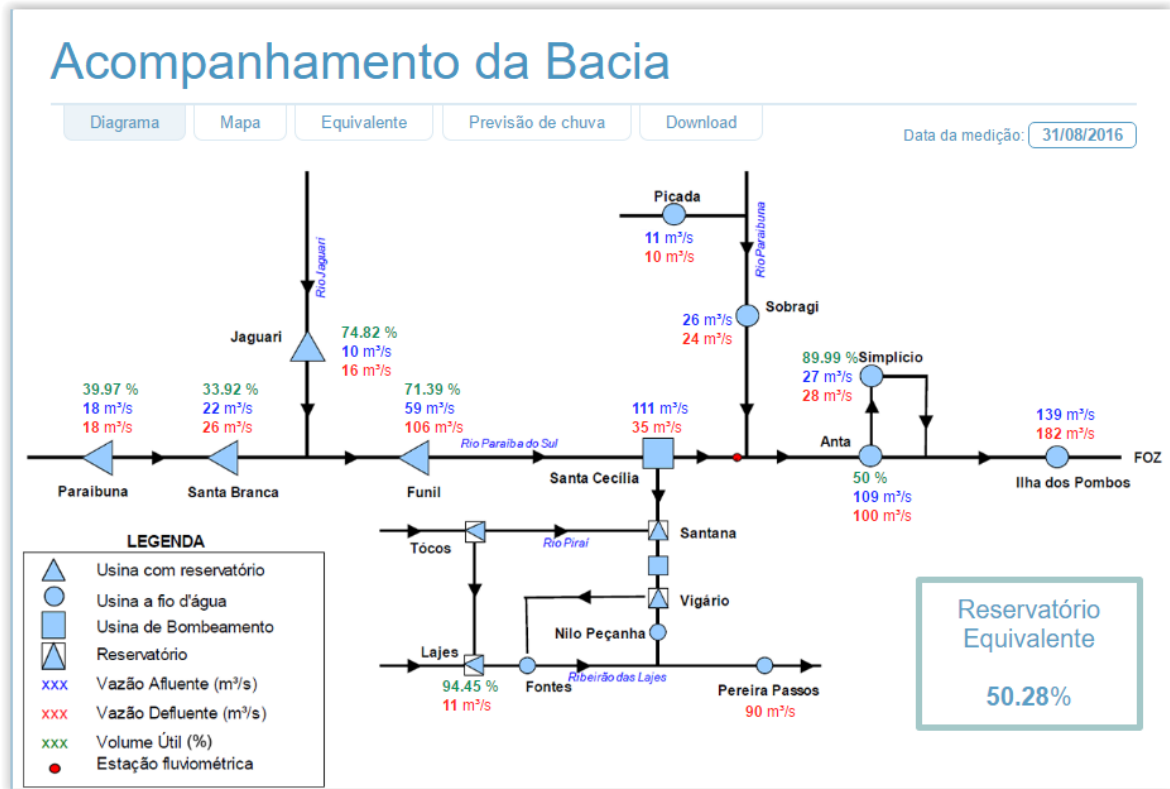 Acompanhamento da Bacia
Diagrama
Mapa
Equivalente
Previsão de chuva
Download
Data da medição: 31/08/2016
Picada
11 m³/s
10 m³/s
Rio Paraibuna
Rio Jaguari
Jaguari
74.82 %
10 m³/s
16 m³/s
Sobragi
26 m³/s
24 m³/s
Simplício
89.99 %
27 m³/s
28 m³/s
39.97 %
18 m³/s
18 m³/s
Paraibuna
33.92 %
22 m³/s
26 m³/s
Santa Branca
71.39 %
59 m³/s
106 m³/s
Funil
Rio Paraíba do Sul
111 m³/s
35 m³/s
Santa Cecília
Anta
50 %
109 m³/s
100 m³/s
139 m³/s
182 m³/s
Ilha dos Pombos
FOZ
Tócos
Rio Piraí
Santana
Vigário
Nilo Peçanha
Lajes
94.45 %
11 m³/s
Fontes
Ribeirão das Lajes
Pereira Passos
90 m³/s
LEGENDA
Usina com reservatório
Usina a fio d'água
Usina de Bombeamento
Reservatório
xxx Vazão Afluente (m³/s)
xxx Vazão Defluente (m³/s)
xxx Volume Útil (%)
Estação fluviométrica
Reservatório
Equivalente
50.28%